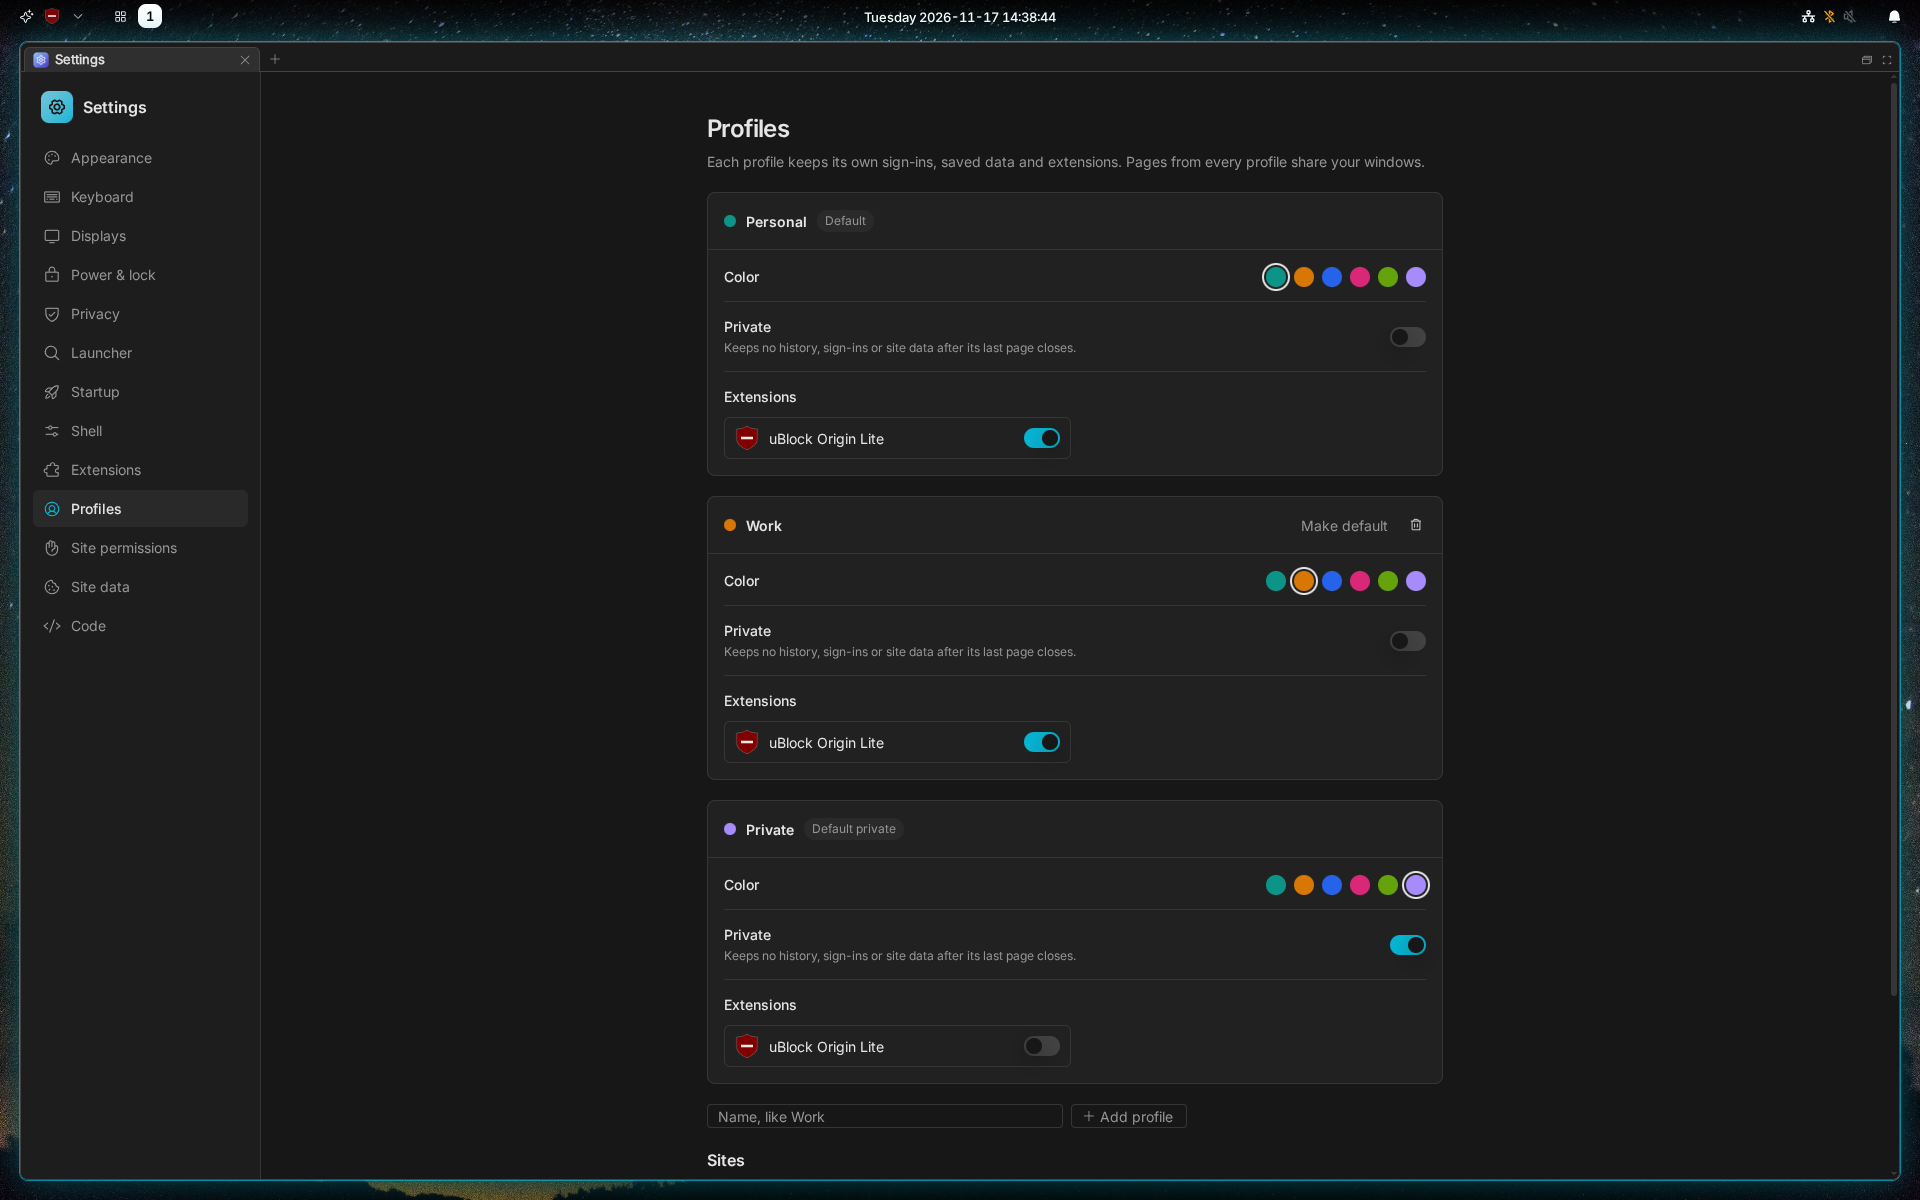 1
Tuesday 2026-11-17 14:38:44
Settings
Settings
Appearance
Keyboard
Displays
Power & lock
Privacy
Launcher
Startup
Shell
Extensions
Profiles
Site permissions
Site data
Code
Profiles
Each profile keeps its own sign-ins, saved data and extensions. Pages from every profile share your windows.
Personal Default
Color
Private
Keeps no history, sign-ins or site data after its last page closes.
Extensions
uBlock Origin Lite
Work Make default
Color
Private
Keeps no history, sign-ins or site data after its last page closes.
Extensions
uBlock Origin Lite
Private Default private
Color
Private
Keeps no history, sign-ins or site data after its last page closes.
Extensions
uBlock Origin Lite
Name, like Work Add profile
Sites